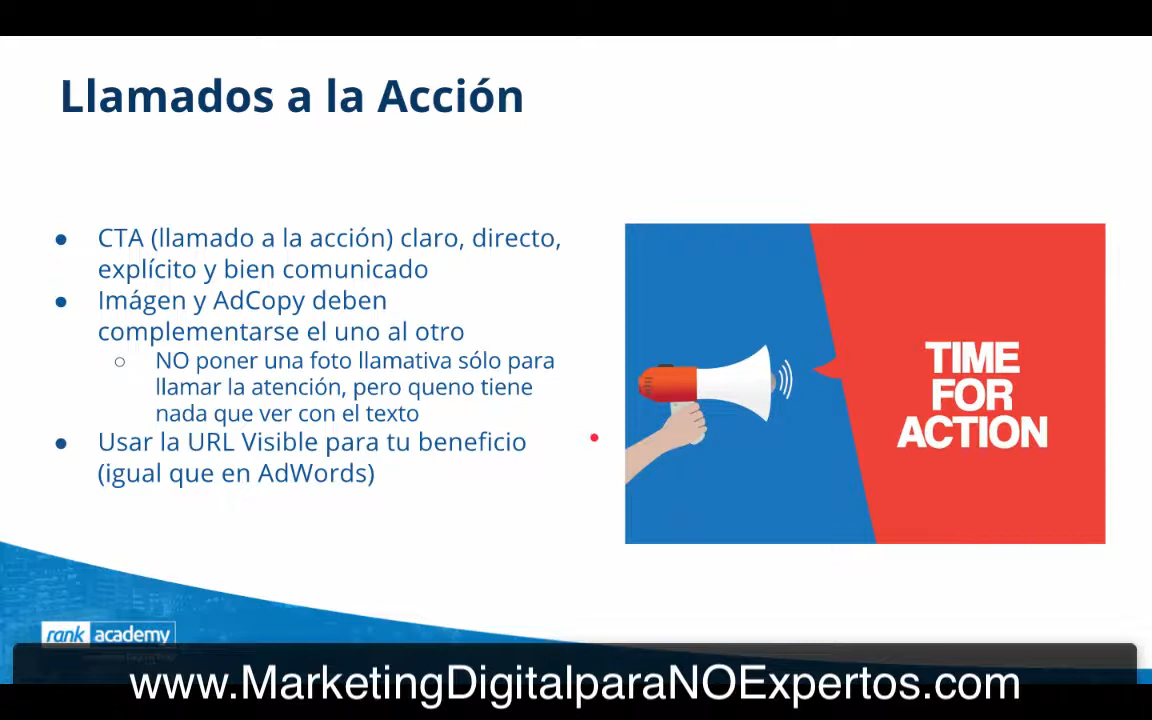 Llamados a la Acción
● CTA (llamado a la acción) claro, directo,
explícito y bien comunicado
● Imágen y AdCopy deben
complementarse el uno al otro
○ NO poner una foto llamativa sólo para
llamar la atención, pero queno tiene
nada que ver con el texto
● Usar la URL Visible para tu beneficio
(igual que en AdWords)
TIME
FOR
ACTION
rank academy
www.MarketingDigitalparaNOExpertos.com